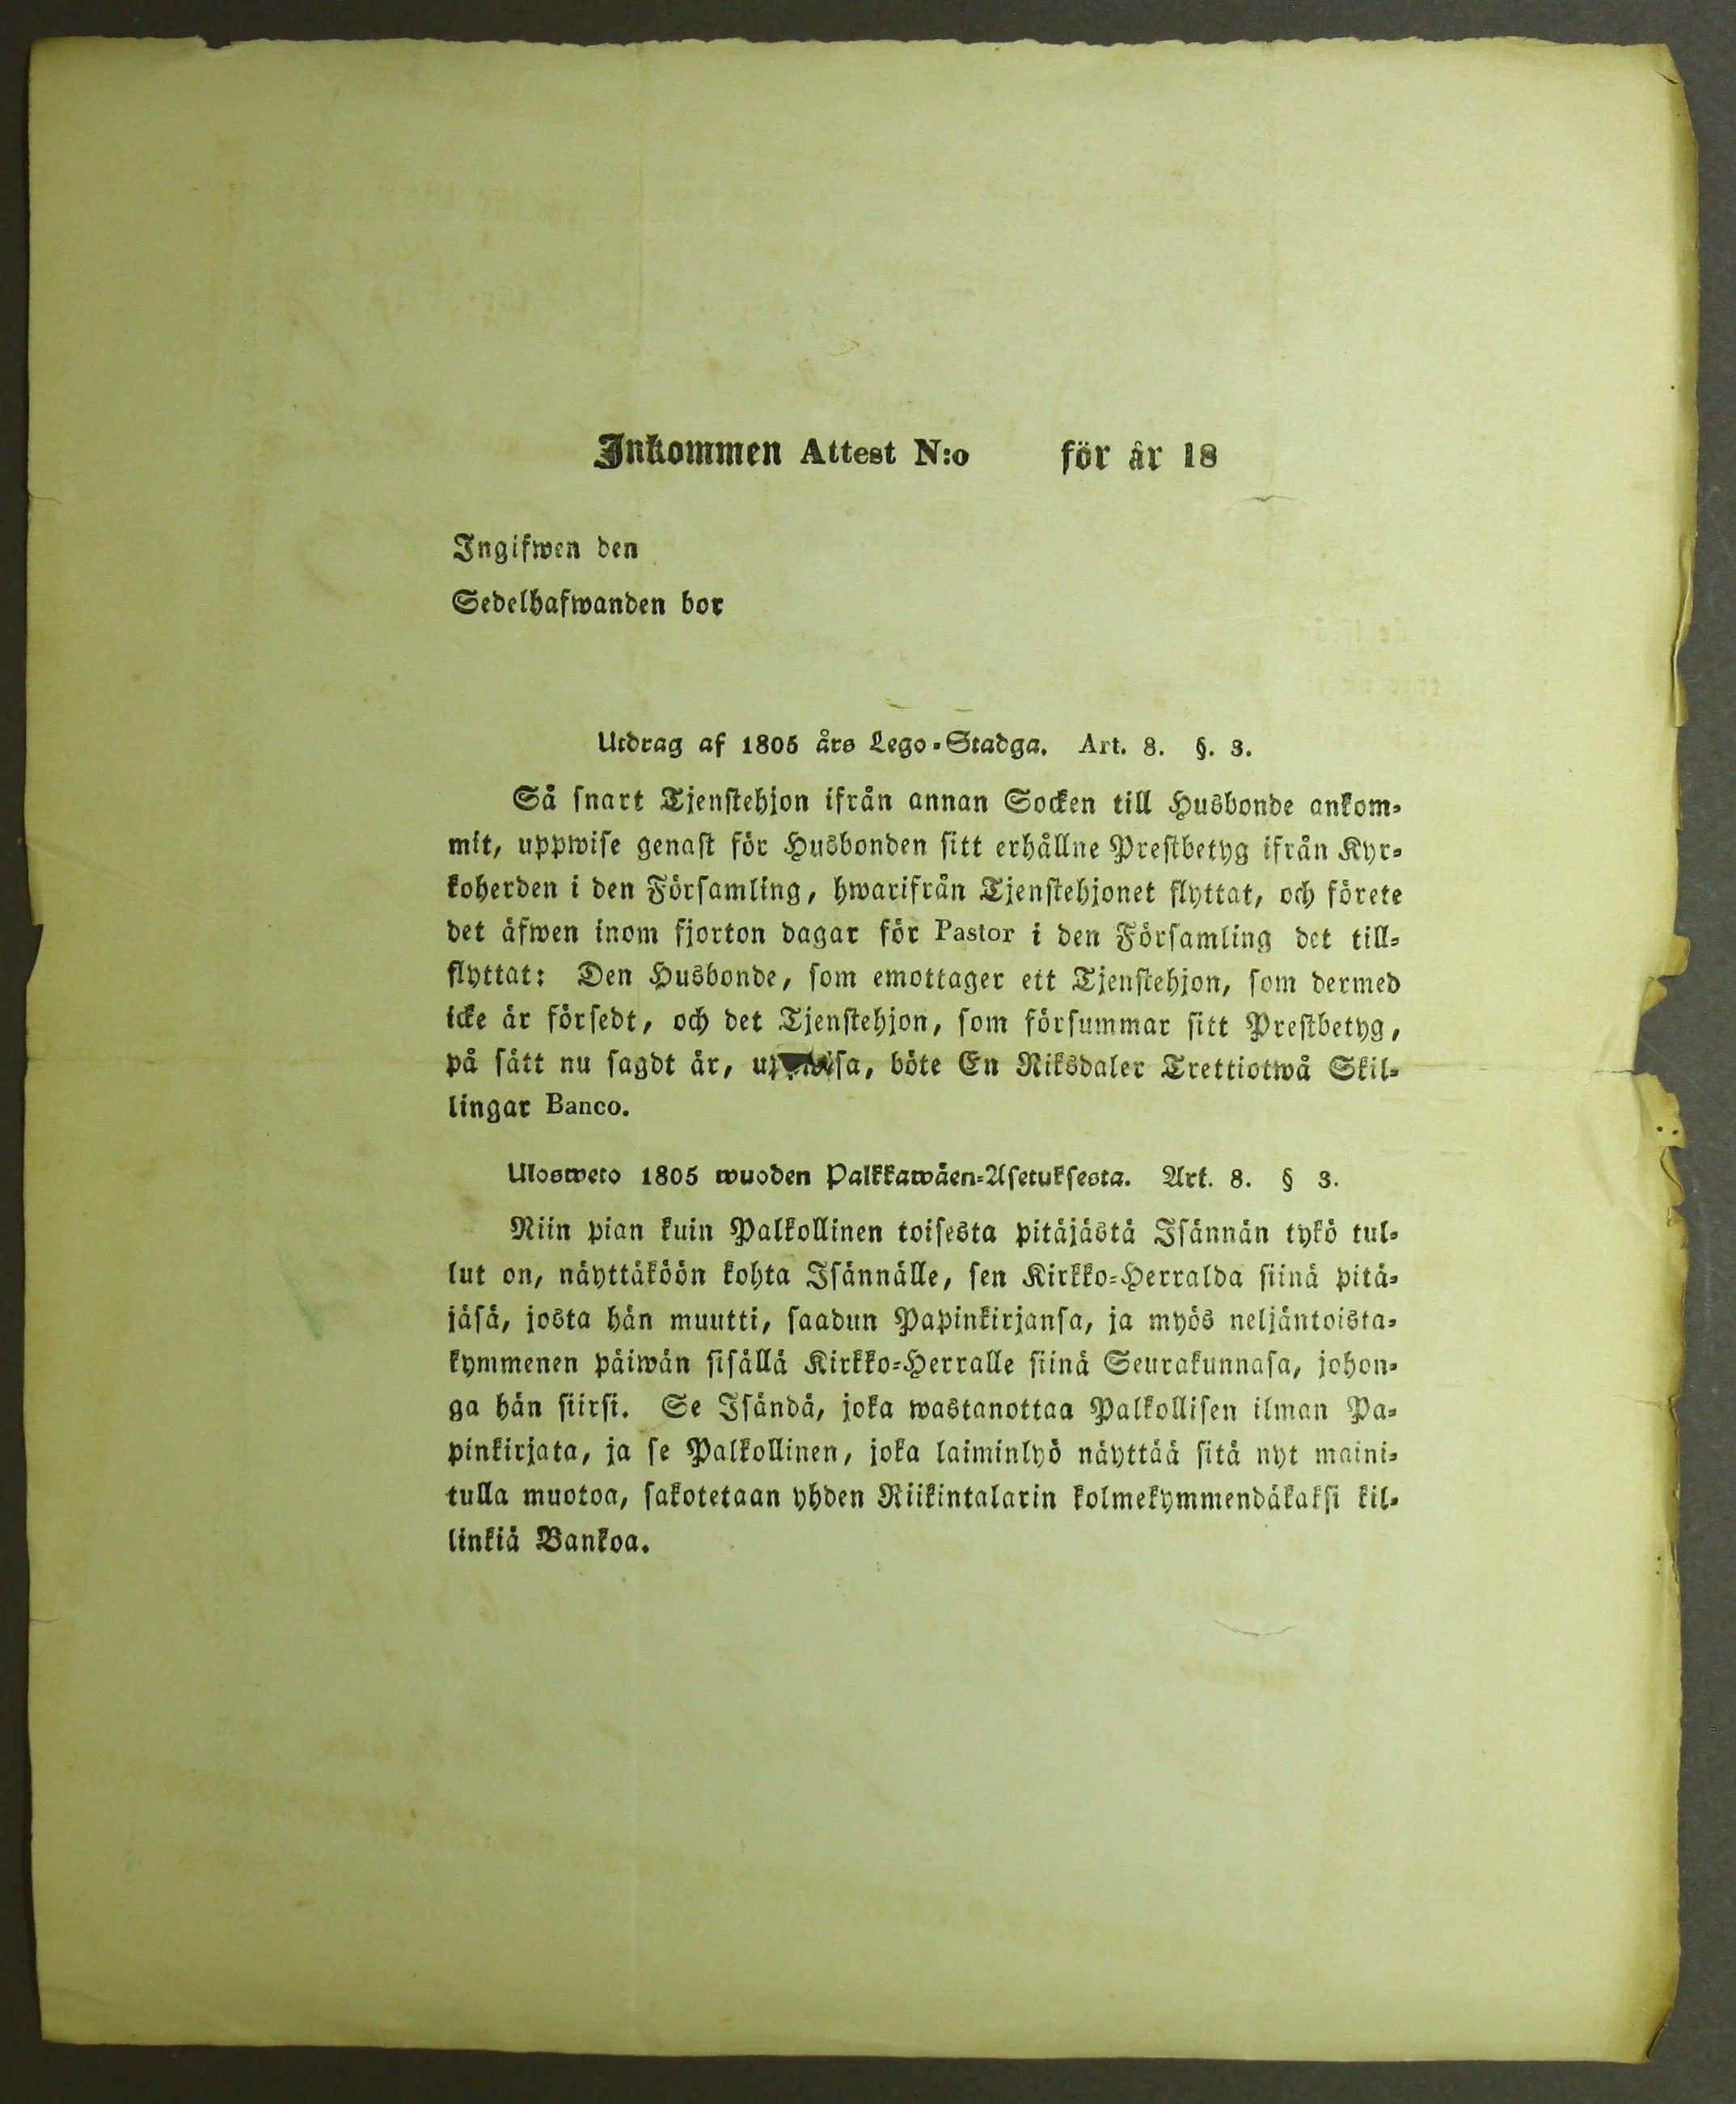 Inkommen Attest N:o för år 18
Ingifwen den
Sedelhafwanden bor
Utdrag af 1805 års Lego-Stadga. Art. 8. §. 3.
Så snart Tjenstehjon ifrån annan Socken till Husbonde ankom-
mit, uppwise genast för Husbonden sitt erhållne Prestbetyg ifrån Kyr-
koherden i den Församling, hwarifrån Tjenstehjonet flyttat, och förete
det äfwen inom fjorton dagar för Pastor i den Församling det till-
flyttat: Den Husbonde, som emottager ett Tjenstehjon, som dermed
icke är försedt, och det Tjenstehjon, som försummar sitt Prestbetyg,
på sätt nu sagdt är, böte En Riksdaler Trettiotwå Skil-
lingar Banco.
Ulosweto 1805 wuoden Palkkawäen-Asetuksesta. Art. 8. § 3.
Niin pian kuin Palkollinen toisesta pitäjästä Isännän tykö tul-
lut on, näyttäköön kohta Isännälle, sen Kirkko-Herralda siinä pitä-
jäsä, josta hän muutti, saadun Papinkirjansa, ja myös neljäntoista-
kymmenen päiwän sisällä Kirkko-Herralle siinä Seurakunnasa, johon-
ga hän siirsi. Se Isändä, joka wastanottaa Palkollisen ilman Pa-
pinkirjata, ja se Palkollinen, joka laiminlyö näyttää sitä nyt maini-
tulla muotoa, sakotetaan yhden Riikintalarin kolmekymmendäkaksi kil-
linkiä Bankoa.